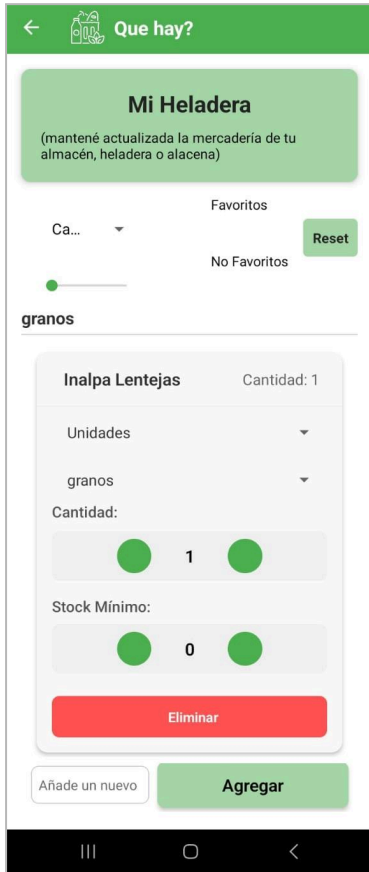 Que hay?
Mi Heladera
(mantené actualizada la mercadería de tu
almacén, heladera o alacena)
Favoritos
Ca...
Reset
No Favoritos
granos
Inalpa Lentejas
Cantidad: 1
Unidades
granos
Cantidad:
1
Stock Mínimo:
0
Eliminar
Añade un nuevo
Agregar